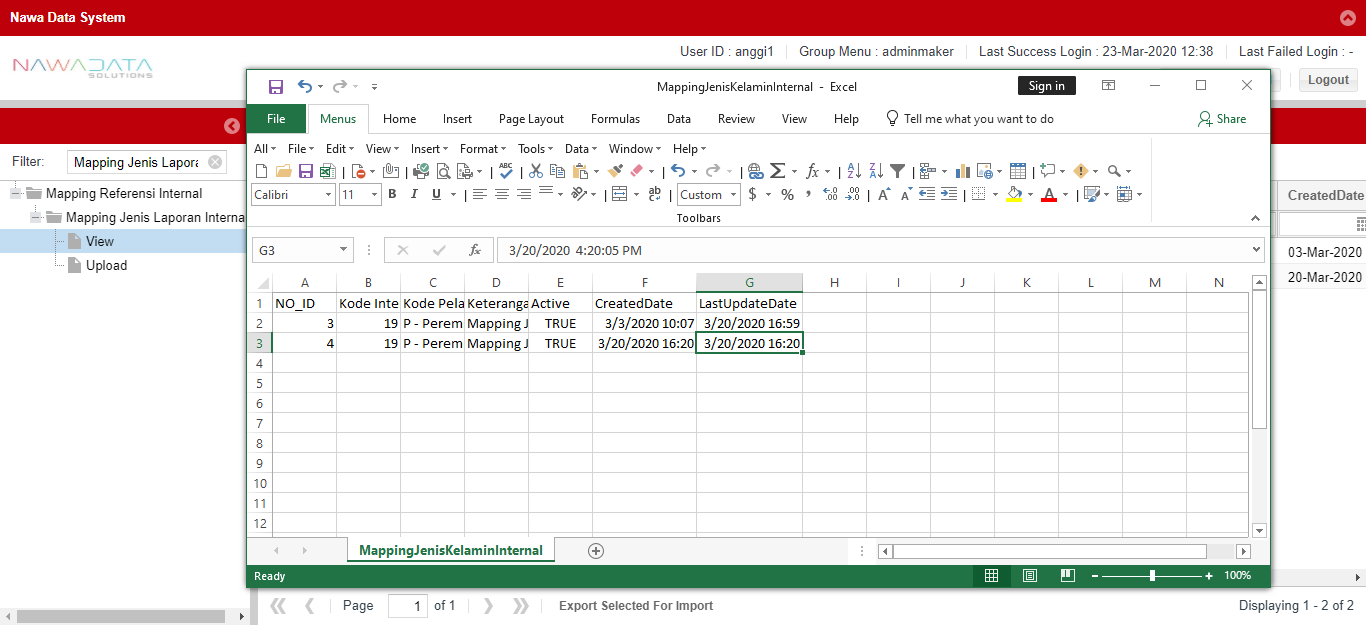 Nawa Data System
NAWADATA
SOLUTIONS
User ID : anggi1
Group Menu : adminmaker
Last Success Login : 23-Mar-2020 12:38
Last Failed Login : -
Logout
MappingJenisKelaminInternal - Excel
Sign in
File
Menus
Home
Insert
Page Layout
Formulas
Data
Review
View
Help
Tell me what you want to do
Share
All
File
Edit
View
Insert
Format
Tools
Data
Window
Help
Calibri
11
B
I
U
Custom
$
%
Toolbars
G3
fx
3/20/2020 4:20:05 PM
Filter:
Mapping Jenis Lapora
Mapping Referensi Internal
Mapping Jenis Laporan Interna
View
Upload
A B C D E F G H I J K L M N
1 NO_ID Kode Inte Kode Pela Keteranga Active CreatedDate LastUpdateDate
2 3 19 P - Perem Mapping J TRUE 3/3/2020 10:07 3/20/2020 16:59
3 4 19 P - Perem Mapping J TRUE 3/20/2020 16:20 3/20/2020 16:20
4
5
6
7
8
9
10
11
12
CreatedDate
03-Mar-2020
20-Mar-2020
MappingJenisKelaminInternal
Ready
100%
Page 1 of 1
Export Selected For Import
Displaying 1 - 2 of 2